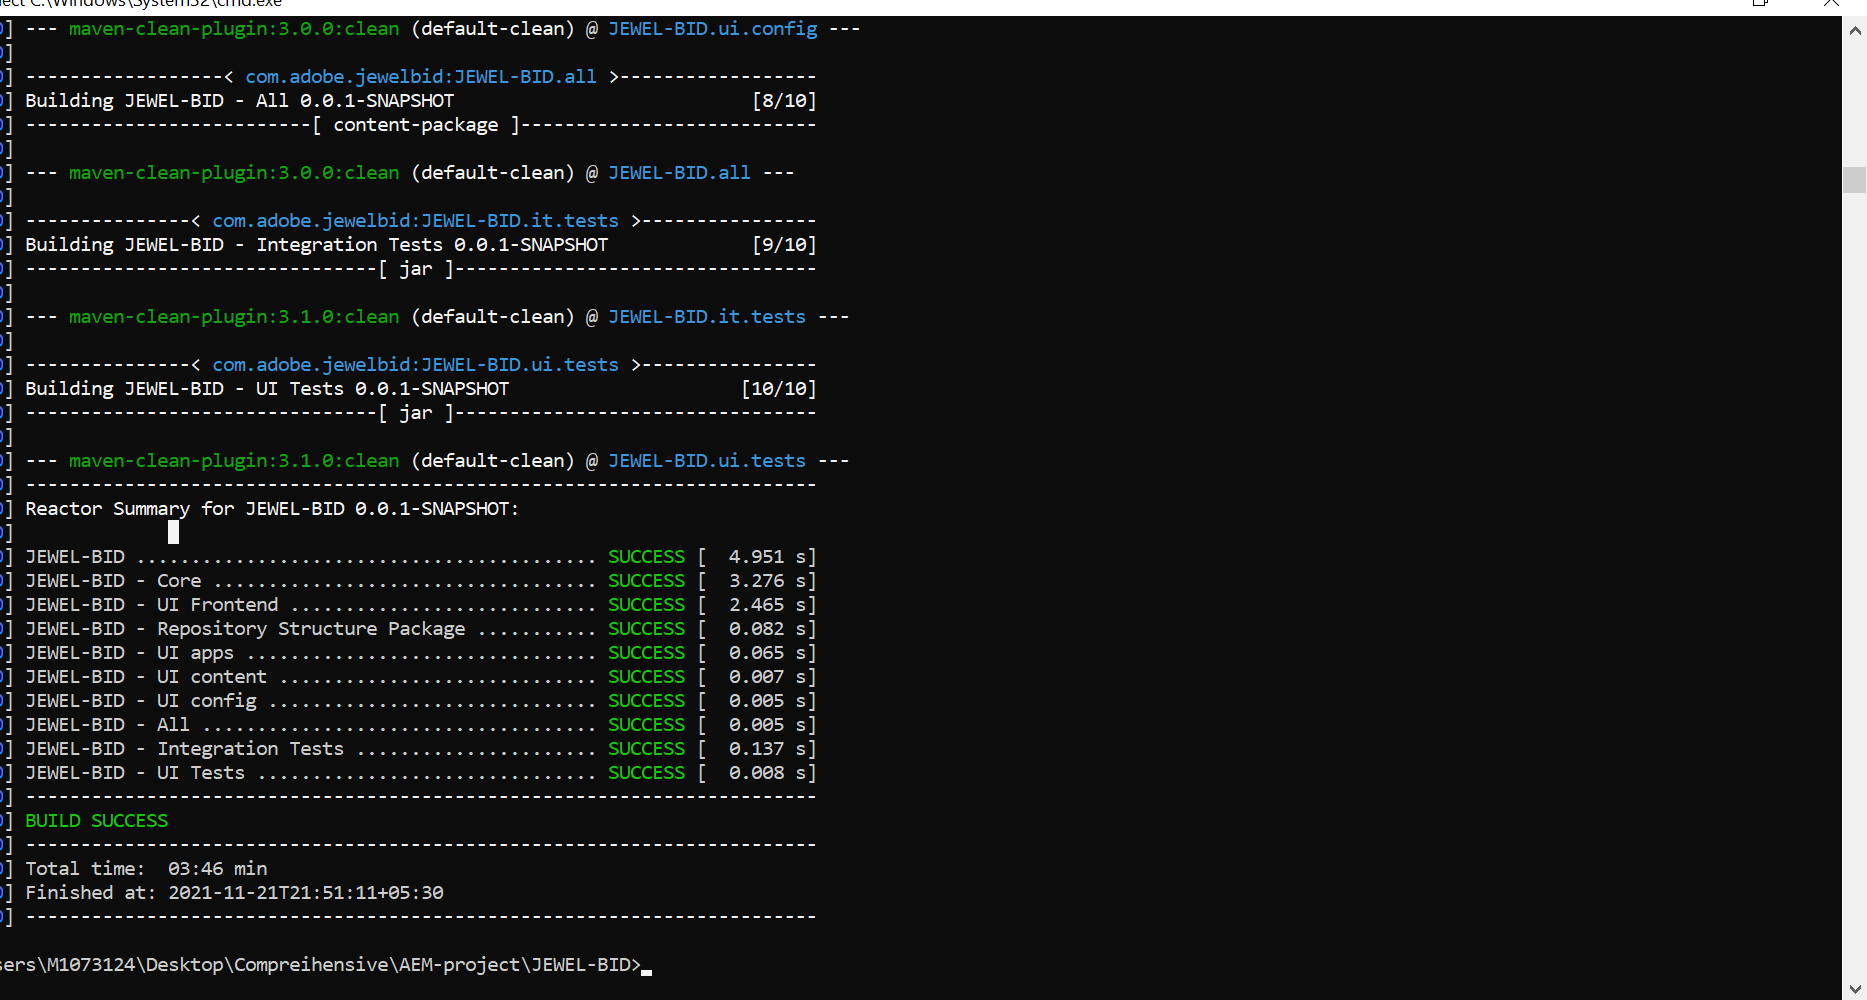 ect C:\Windows\System32\cmd.exe
] --- maven-clean-plugin:3.0.0:clean (default-clean) @ JEWEL-BID.ui.config ---
]
] ------------------< com.adobe.jewelbid:JEWEL-BID.all >------------------
] Building JEWEL-BID - All 0.0.1-SNAPSHOT                           [8/10]
] --------------------------[ content-package ]---------------------------
]
] --- maven-clean-plugin:3.0.0:clean (default-clean) @ JEWEL-BID.all ---
]
] ---------------< com.adobe.jewelbid:JEWEL-BID.it.tests >----------------
] Building JEWEL-BID - Integration Tests 0.0.1-SNAPSHOT             [9/10]
] --------------------------------[ jar ]---------------------------------
]
] --- maven-clean-plugin:3.1.0:clean (default-clean) @ JEWEL-BID.it.tests ---
]
] ---------------< com.adobe.jewelbid:JEWEL-BID.ui.tests >----------------
] Building JEWEL-BID - UI Tests 0.0.1-SNAPSHOT                     [10/10]
] --------------------------------[ jar ]---------------------------------
]
] --- maven-clean-plugin:3.1.0:clean (default-clean) @ JEWEL-BID.ui.tests ---
] ------------------------------------------------------------------------
] Reactor Summary for JEWEL-BID 0.0.1-SNAPSHOT:
]
] JEWEL-BID .......................................... SUCCESS [  4.951 s]
] JEWEL-BID - Core ................................... SUCCESS [  3.276 s]
] JEWEL-BID - UI Frontend ............................ SUCCESS [  2.465 s]
] JEWEL-BID - Repository Structure Package ........... SUCCESS [  0.082 s]
] JEWEL-BID - UI apps ................................ SUCCESS [  0.065 s]
] JEWEL-BID - UI content ............................. SUCCESS [  0.007 s]
] JEWEL-BID - UI config .............................. SUCCESS [  0.005 s]
] JEWEL-BID - All .................................... SUCCESS [  0.005 s]
] JEWEL-BID - Integration Tests ...................... SUCCESS [  0.137 s]
] JEWEL-BID - UI Tests ............................... SUCCESS [  0.008 s]
] ------------------------------------------------------------------------
] BUILD SUCCESS
] ------------------------------------------------------------------------
] Total time:  03:46 min
] Finished at: 2021-11-21T21:51:11+05:30
] ------------------------------------------------------------------------
sers\M1073124\Desktop\Compreihensive\AEM-project\JEWEL-BID>